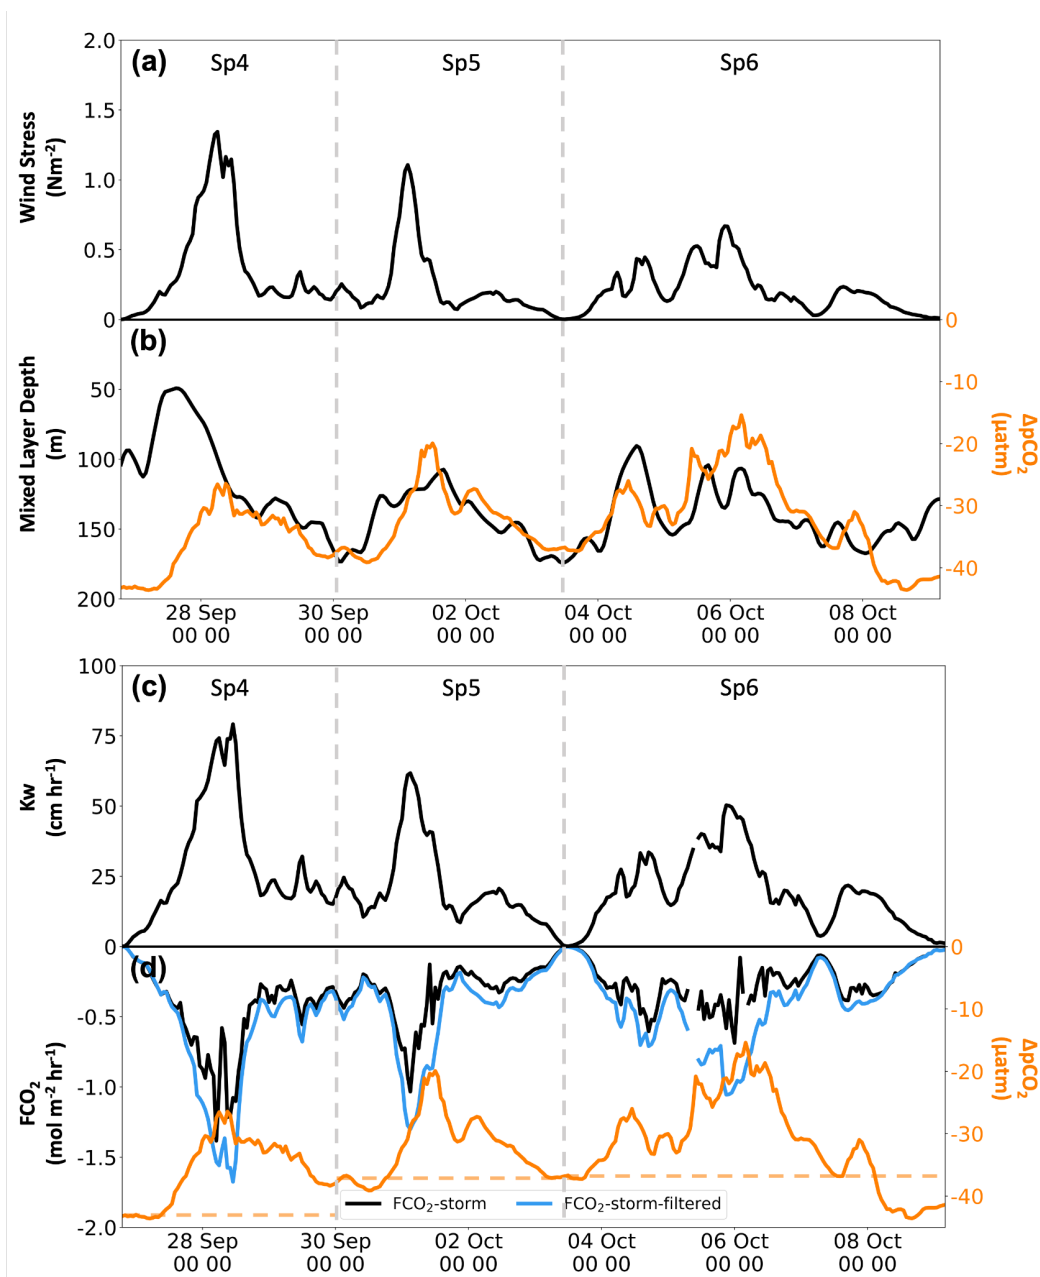 (a) Sp4 Sp5 Sp6
2.0
1.5
1.0
0.5
0
Wind Stress
(Nm⁻²)
0
(b)
50
100
150
200
Mixed Layer Depth
(m)
-10
-20
-30
-40
ΔpCO₂
(µatm)
28 Sep 30 Sep 02 Oct 04 Oct 06 Oct 08 Oct
00 00 00 00 00 00 00 00 00 00 00 00
(c) Sp4 Sp5 Sp6
100
75
50
25
0
Kw
(cm hr⁻¹)
0
(d)
-0.5
-1.0
-1.5
-2.0
FCO₂
(mol m⁻² hr⁻¹)
-10
-20
-30
-40
ΔpCO₂
(µatm)
FCO₂-storm FCO₂-storm-filtered
28 Sep 30 Sep 02 Oct 04 Oct 06 Oct 08 Oct
00 00 00 00 00 00 00 00 00 00 00 00